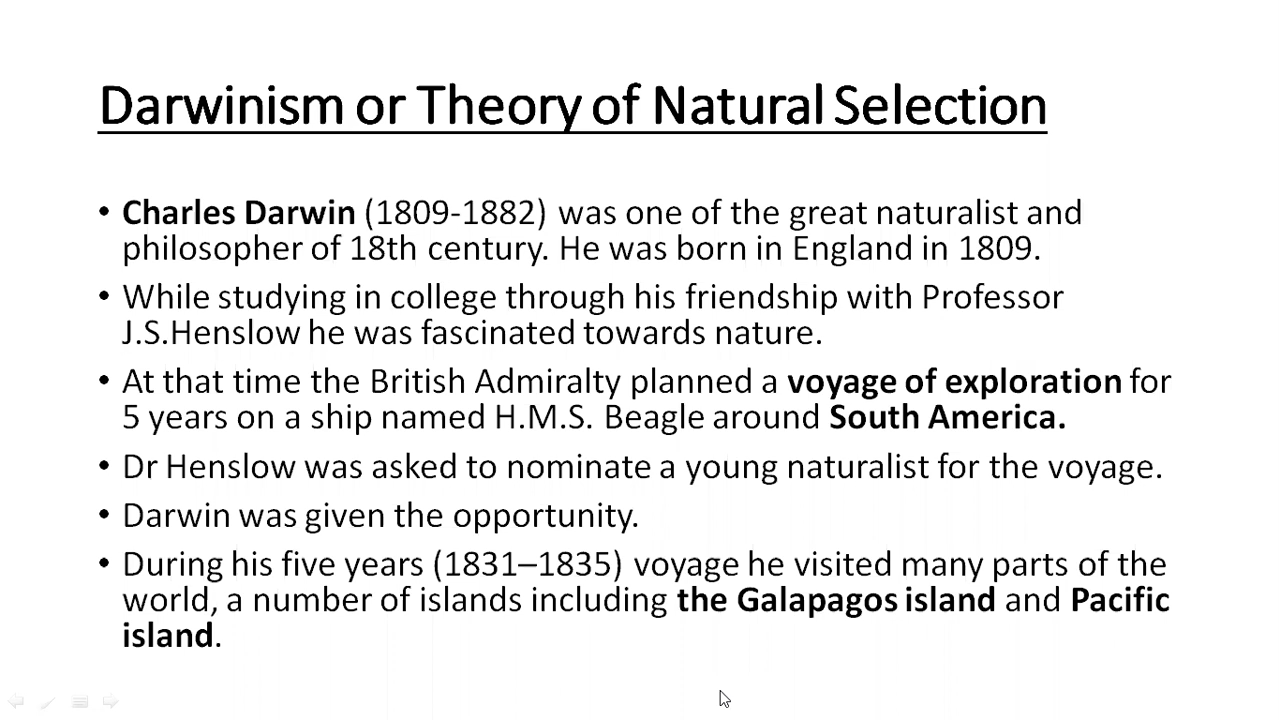 Darwinism or Theory of Natural Selection
• Charles Darwin (1809-1882) was one of the great naturalist and
philosopher of 18th century. He was born in England in 1809.
• While studying in college through his friendship with Professor
J.S.Henslow he was fascinated towards nature.
• At that time the British Admiralty planned a voyage of exploration for
5 years on a ship named H.M.S. Beagle around South America.
• Dr Henslow was asked to nominate a young naturalist for the voyage.
• Darwin was given the opportunity.
• During his five years (1831–1835) voyage he visited many parts of the
world, a number of islands including the Galapagos island and Pacific
island.